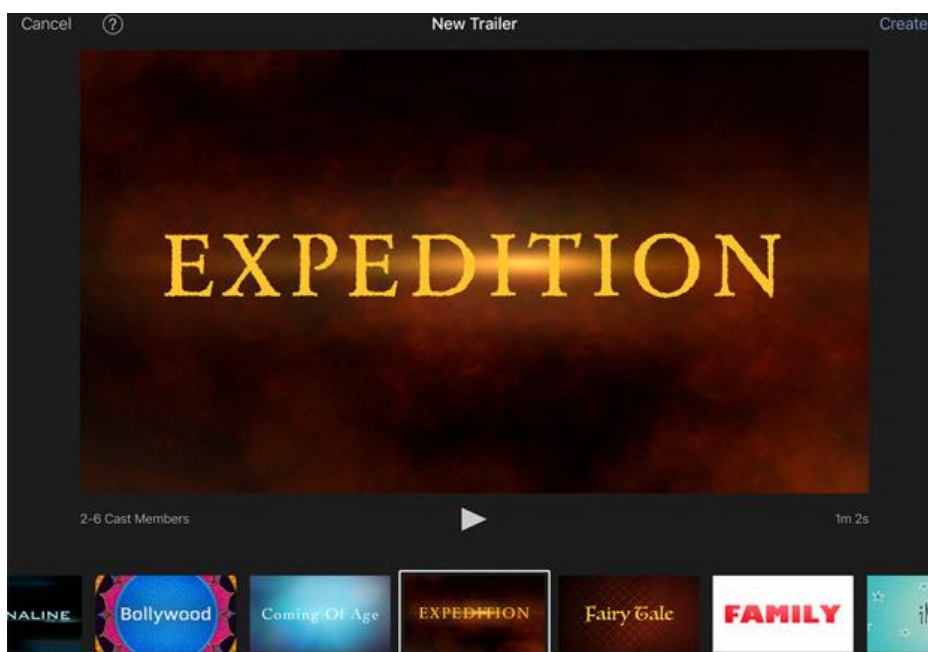 Cancel ? New Trailer Create
EXPEDITION
2-6 Cast Members 1m 2s
NALINE Bollywood Coming Of Age EXPEDITION Fairy Tale FAMILY